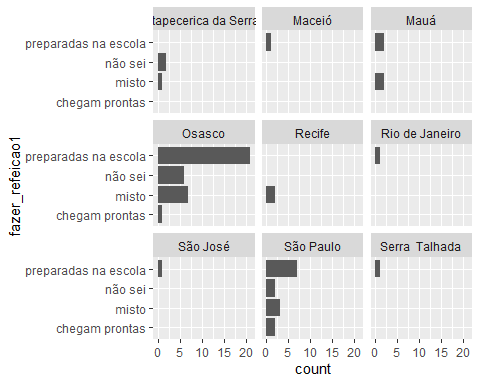 tapecerica da Serra Maceió Mauá
preparadas na escola
não sei
misto
chegam prontas
Osasco Recife Rio de Janeiro
preparadas na escola
não sei
misto
chegam prontas
São José São Paulo Serra  Talhada
preparadas na escola
não sei
misto
chegam prontas
0 5 10 15 20 0 5 10 15 20 0 5 10 15 20
count
fazer_refeicao1